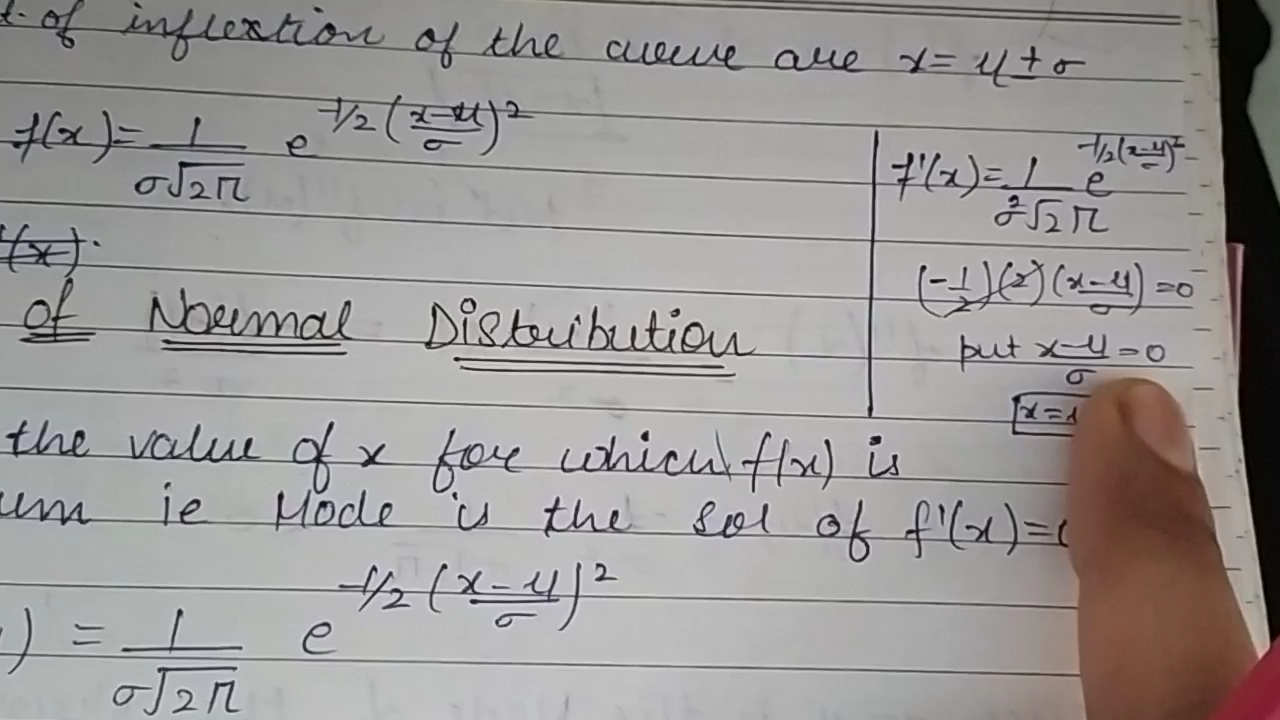 t. of inflextion of the curve are x = μ ± σ
f(x) = 1/σ√2π e^-1/2 (x-μ/σ)^2
f'(x) = 1/σ^2√2π e^-1/2(x-μ/σ)^2
(-1/2)(2)(x-μ/σ) = 0
put x-μ/σ = 0
x =
of Normal Distribution
the value of x for which f(x) is
um ie Mode is the sol of f'(x) =
) = 1/σ√2π e^-1/2 (x-μ/σ)^2